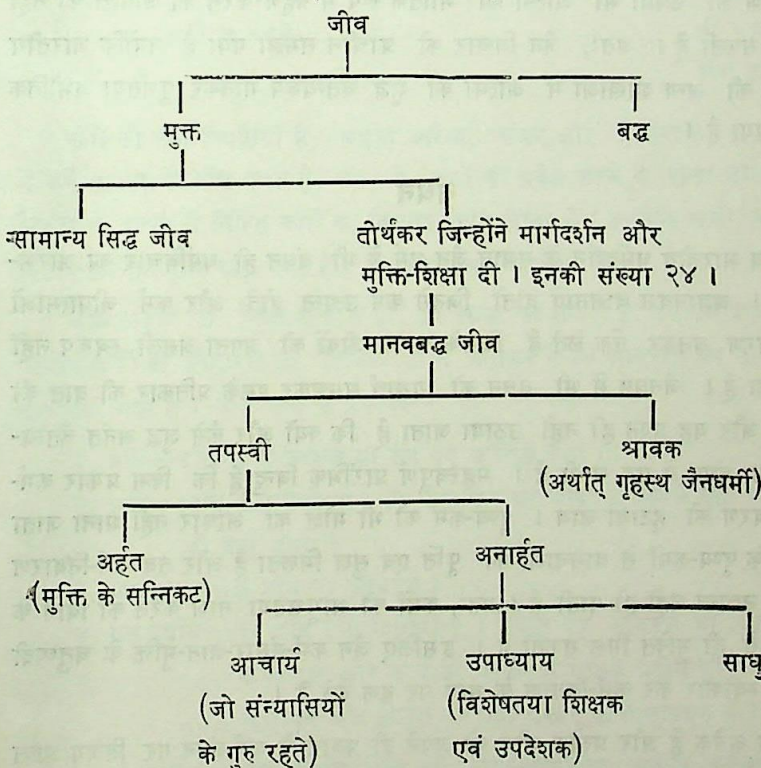 जीव
मुक्त
बद्ध
सामान्य सिद्ध जीव
तीर्थंकर जिन्होंने मार्गदर्शन और
मुक्ति-शिक्षा दी । इनकी संख्या २४ ।
मानवबद्ध जीव
तपस्वी
श्रावक
(अर्थात् गृहस्थ जैनधर्मी)
अर्हत
(मुक्ति के सन्निकट)
अनार्हत
आचार्य
(जो संन्यासियों
के गुरु रहते)
उपाध्याय
(विशेषतया शिक्षक
एवं उपदेशक)
साधु